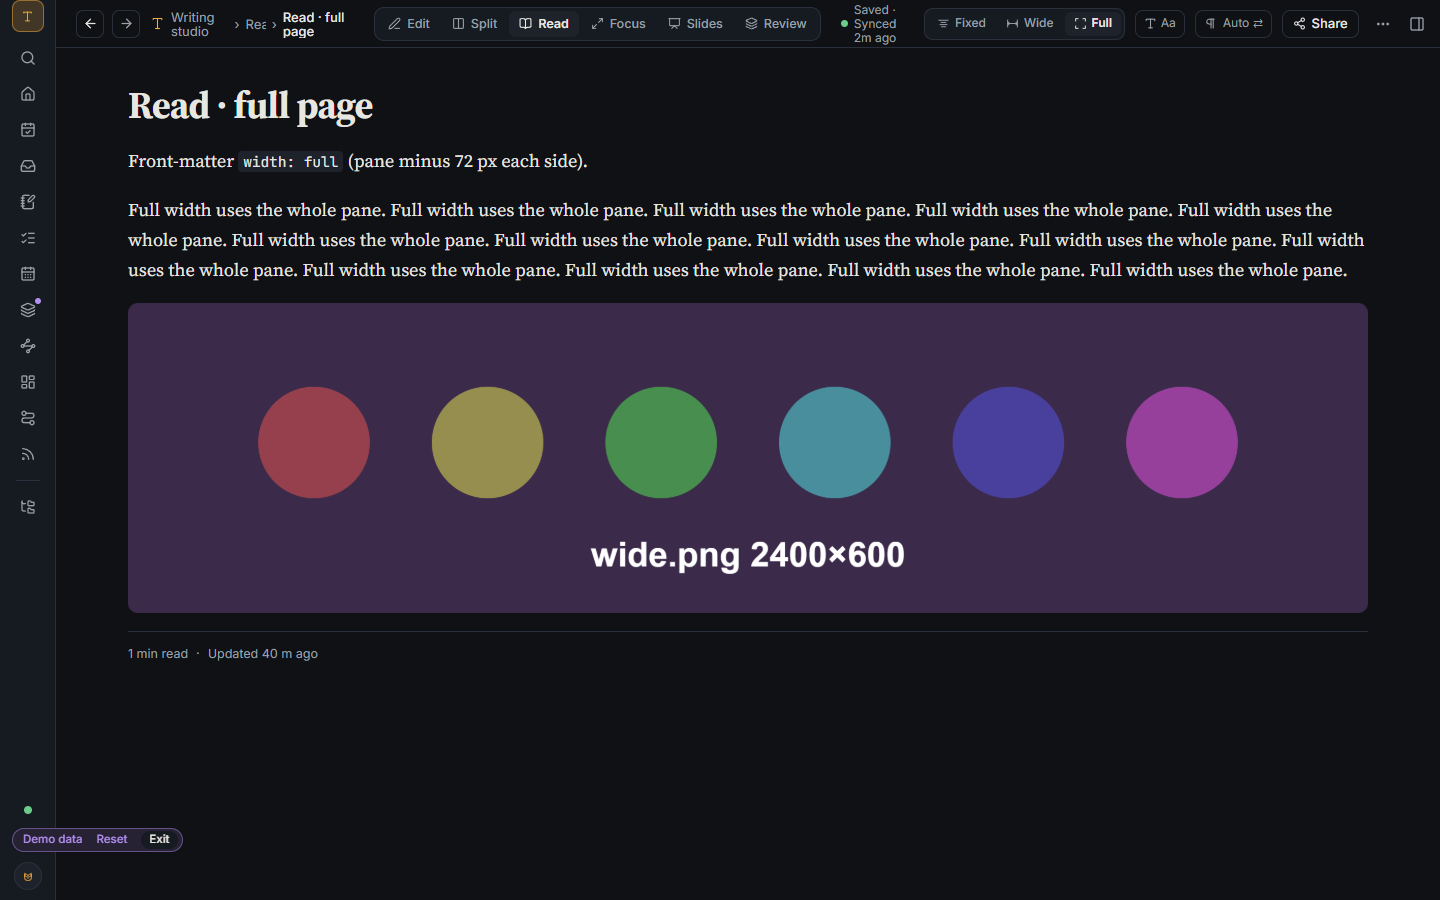 T
Writing studio
› Rea ›
Read · full page
Edit
Split
Read
Focus
Slides
Review
Saved · Synced 2m ago
Fixed
Wide
Full
Aa
Auto
Share
Read · full page
Front-matter width: full (pane minus 72 px each side).
Full width uses the whole pane. Full width uses the whole pane. Full width uses the whole pane. Full width uses the whole pane. Full width uses the
whole pane. Full width uses the whole pane. Full width uses the whole pane. Full width uses the whole pane. Full width uses the whole pane. Full width
uses the whole pane. Full width uses the whole pane. Full width uses the whole pane. Full width uses the whole pane. Full width uses the whole pane.
wide.png 2400×600
1 min read · Updated 40 m ago
Demo data
Reset
Exit